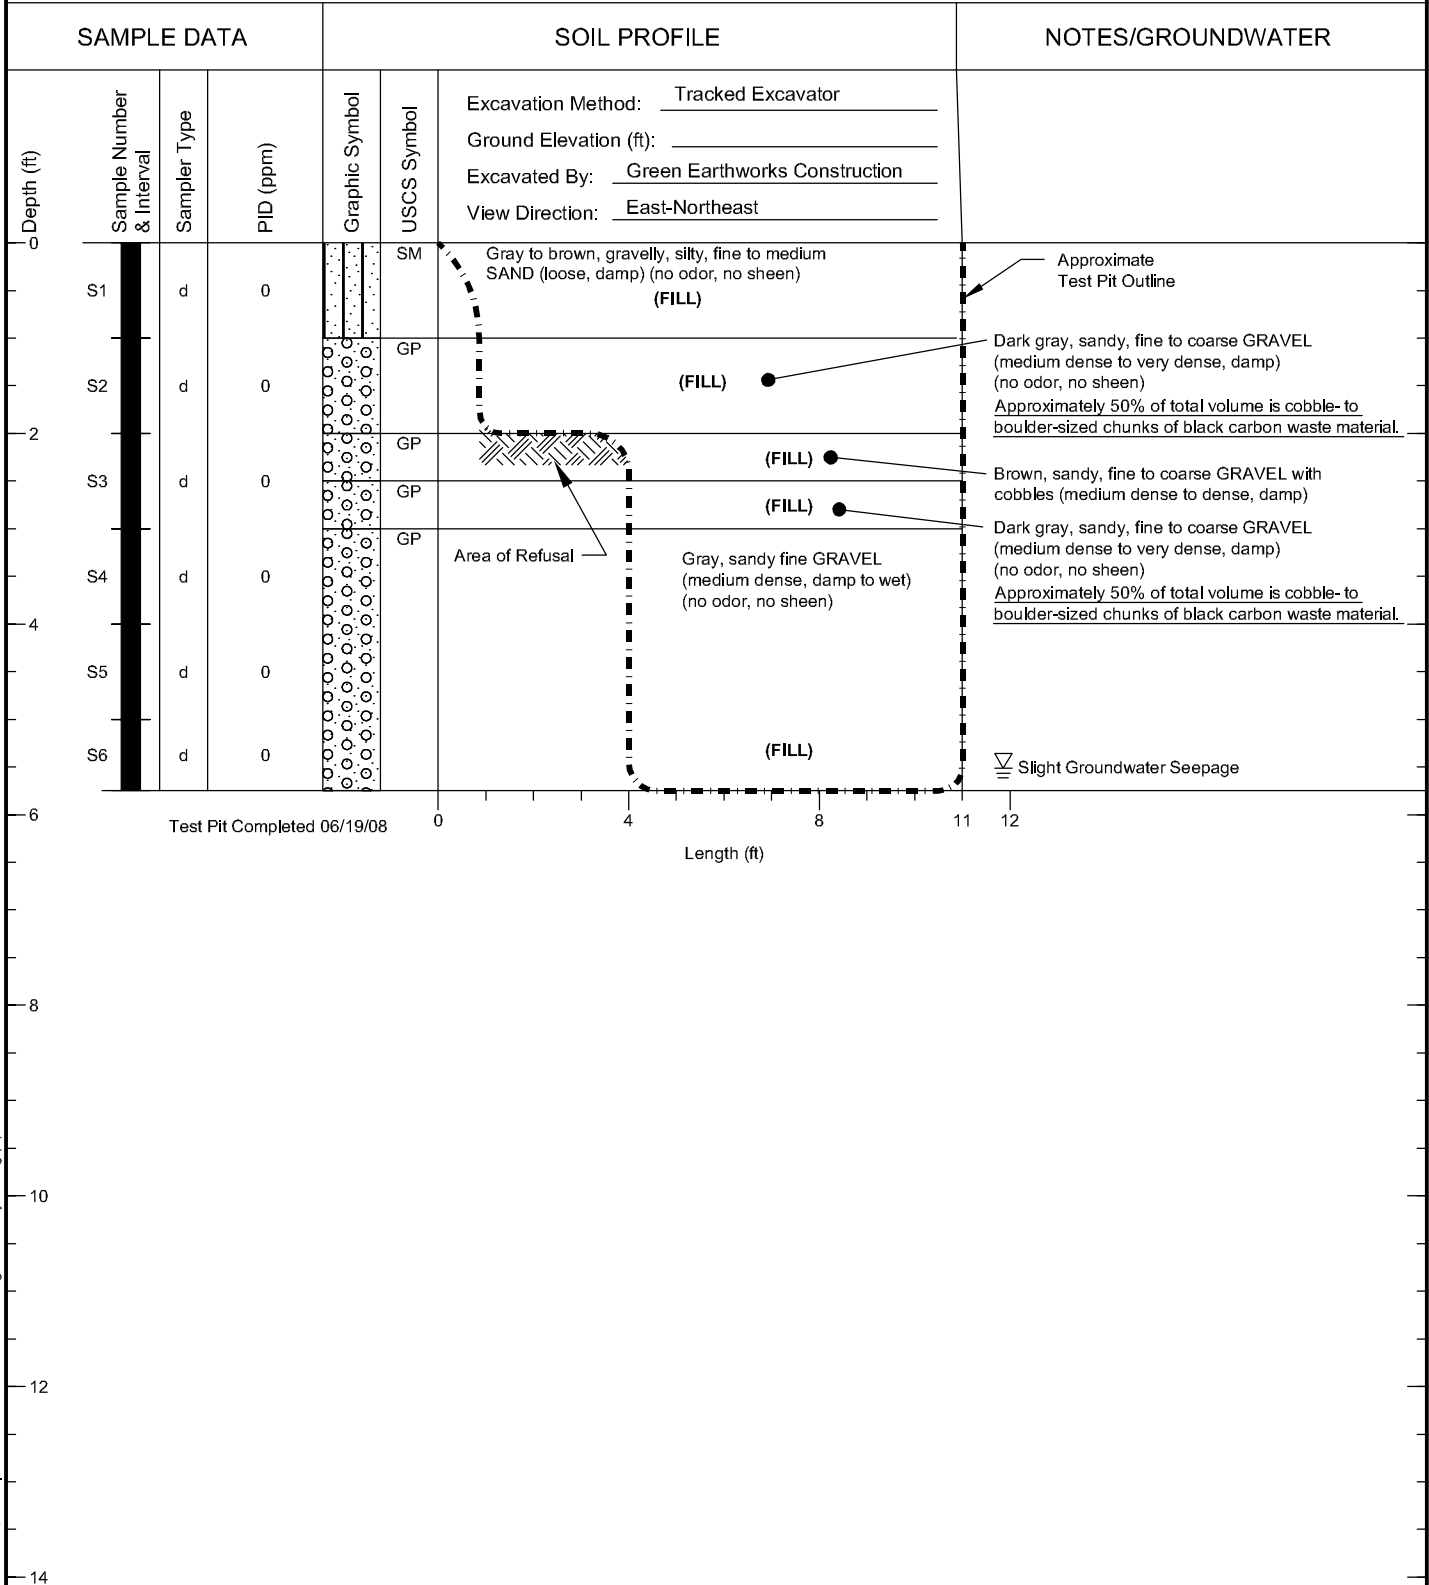 SAMPLE DATA
SOIL PROFILE
NOTES/GROUNDWATER
Depth (ft)
Sample Number
& Interval
Sampler Type
PID (ppm)
Graphic Symbol
USCS Symbol
Excavation Method: Tracked Excavator
Ground Elevation (ft):
Excavated By: Green Earthworks Construction
View Direction: East-Northeast
0
SM
Gray to brown, gravelly, silty, fine to medium
SAND (loose, damp) (no odor, no sheen)
(FILL)
Approximate
Test Pit Outline
S1 d 0
GP
(FILL)
Dark gray, sandy, fine to coarse GRAVEL
(medium dense to very dense, damp)
(no odor, no sheen)
Approximately 50% of total volume is cobble- to
boulder-sized chunks of black carbon waste material.
S2 d 0
2
GP
(FILL)
Brown, sandy, fine to coarse GRAVEL with
cobbles (medium dense to dense, damp)
S3 d 0
GP
(FILL)
Dark gray, sandy, fine to coarse GRAVEL
(medium dense to very dense, damp)
(no odor, no sheen)
Approximately 50% of total volume is cobble- to
boulder-sized chunks of black carbon waste material.
GP
Area of Refusal
Gray, sandy fine GRAVEL
(medium dense, damp to wet)
(no odor, no sheen)
S4 d 0
4
S5 d 0
S6 d 0
(FILL)
Slight Groundwater Seepage
6
Test Pit Completed 06/19/08
0 4 8 11 12
Length (ft)
8
10
12
14